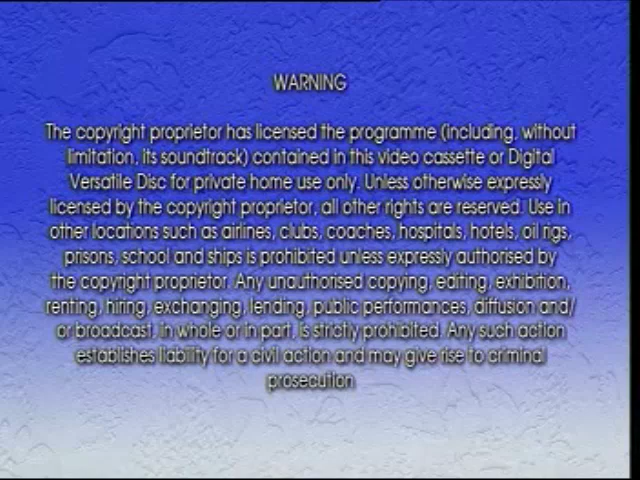 WARNING
The copyright proprietor has licensed the programme (including, without
limitation, its soundtrack) contained in this video cassette or Digital
Versatile Disc for private home use only. Unless otherwise expressly
licensed by the copyright proprietor, all other rights are reserved. Use in
other locations such as airlines, clubs, coaches, hospitals, hotels, oil rigs,
prisons, school and ships is prohibited unless expressly authorised by
the copyright proprietor. Any unauthorised copying, editing, exhibition,
renting, hiring, exchanging, lending, public performances, diffusion and/
or broadcast, in whole or in part, is strictly prohibited. Any such action
establishes liability for a civil action and may give rise to criminal
prosecution.